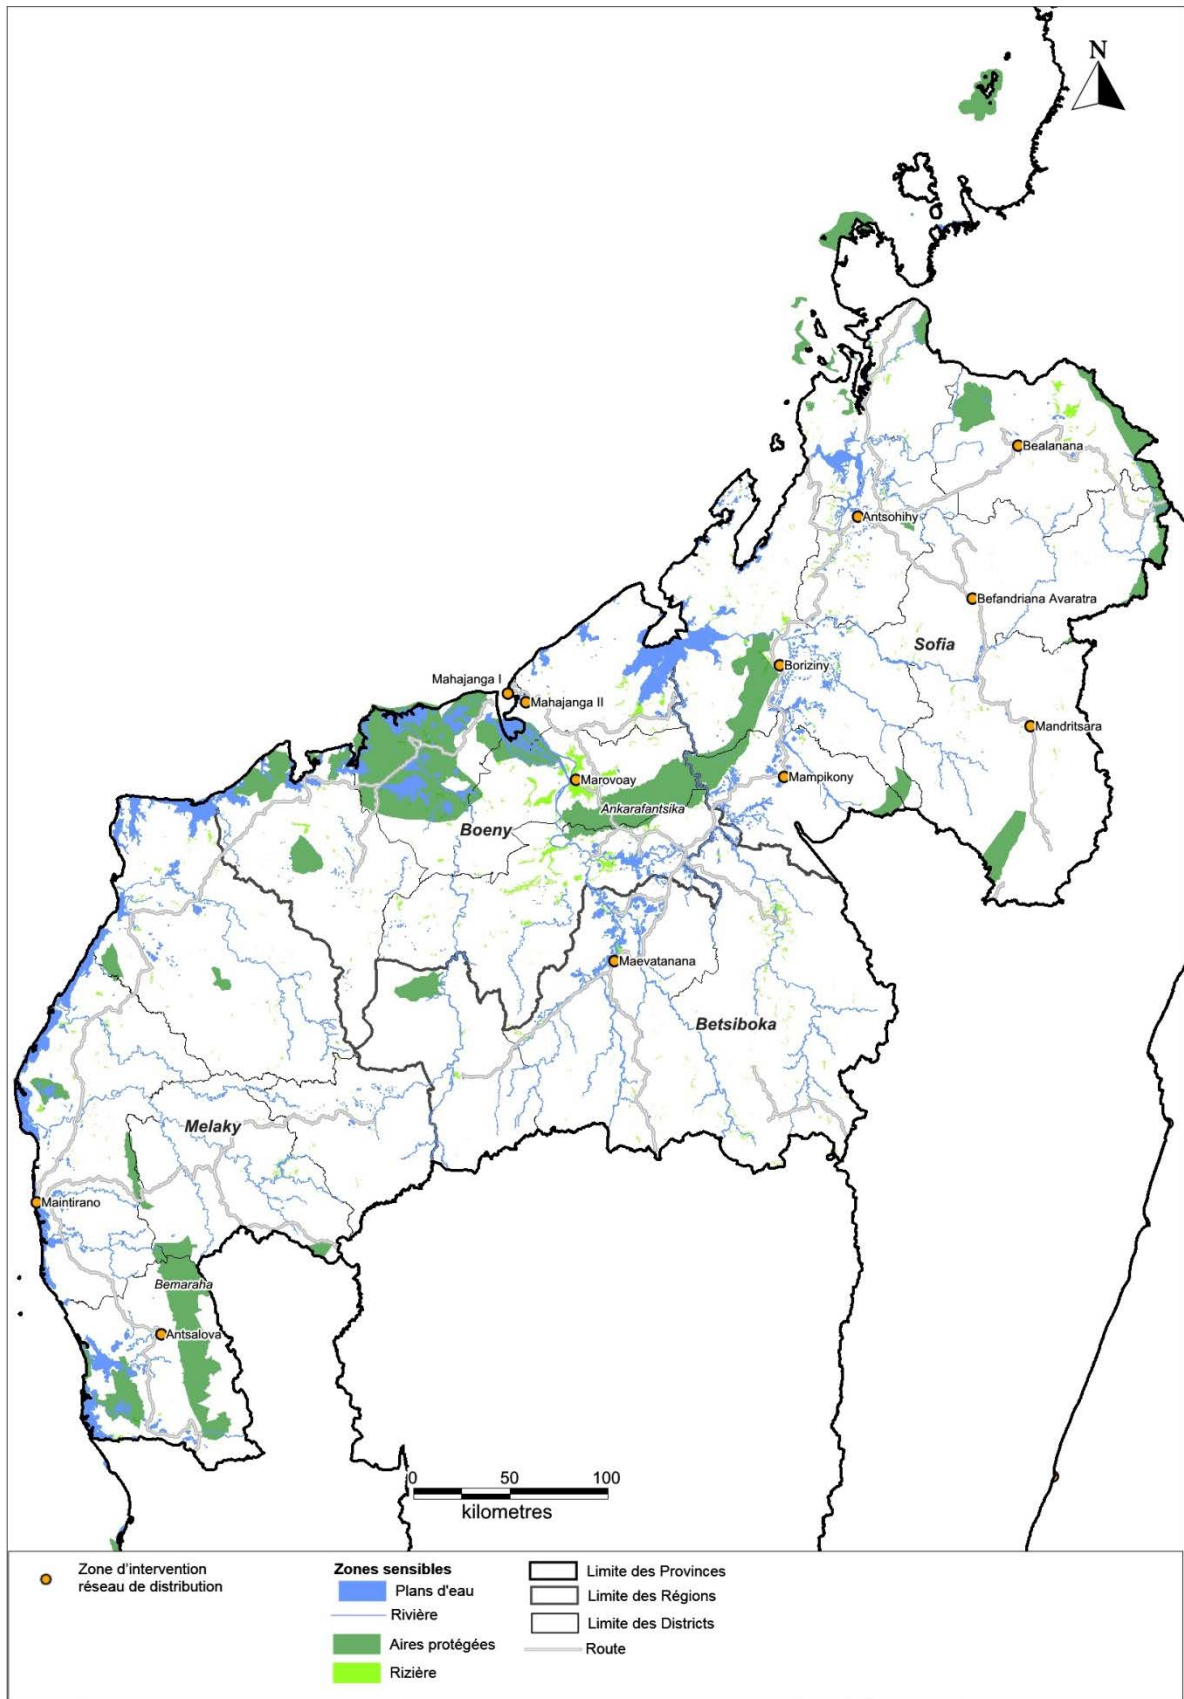 N
Bealanana
Antsohihy
Befandriana Avaratra
Sofia
Boriziny
Mahajanga I
Mahajanga II
Mandritsara
Marovoay
Mampikony
Ankarafantsika
Boeny
Maevatanana
Betsiboka
Melaky
Maintirano
Bemaraha
Antsalova
0 50 100
kilometres
Zone d'intervention
réseau de distribution
Zones sensibles
Plans d'eau
Rivière
Aires protégées
Rizière
Limite des Provinces
Limite des Régions
Limite des Districts
Route